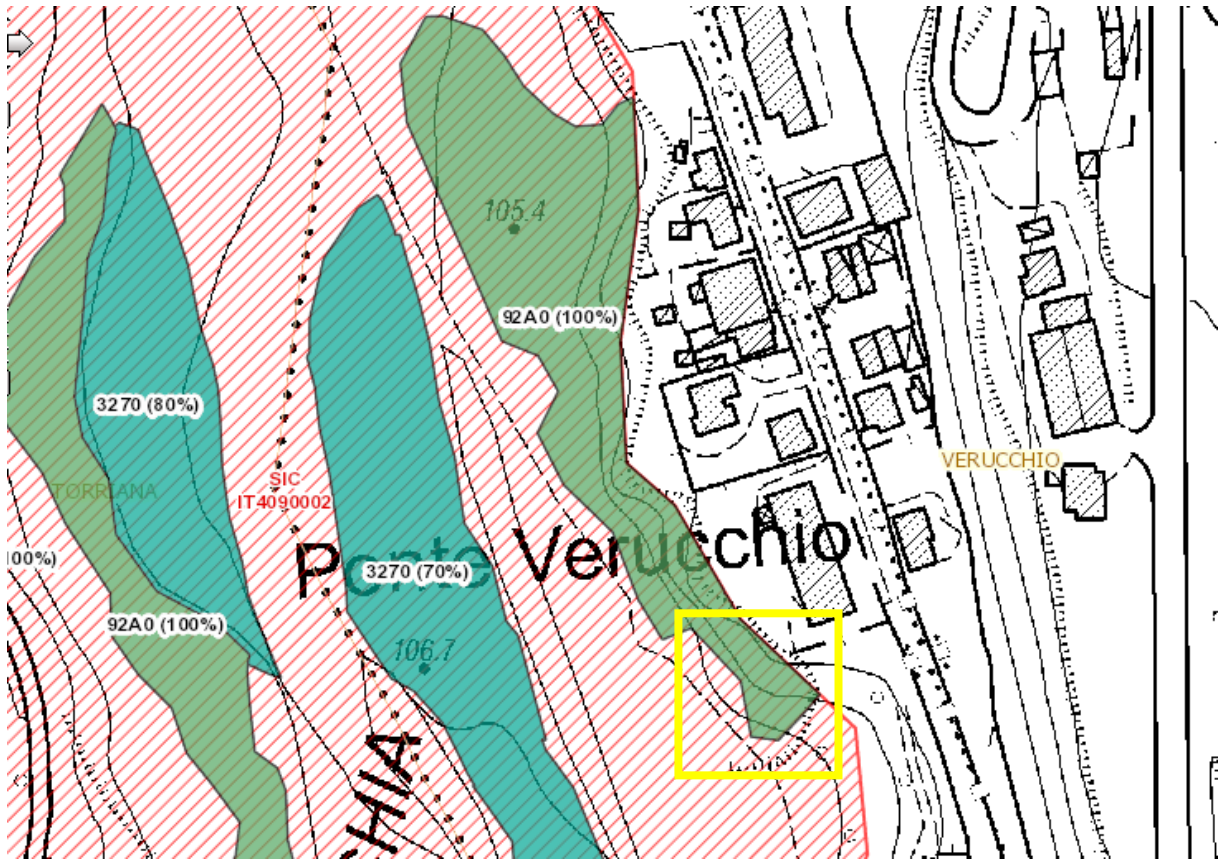 105.4
92A0 (100%)
3270 (80%)
VERUCCHIO
TORRIANA
SIC
IT4090002
Ponte Verucchio
100%)
3270 (70%)
92A0 (100%)
106.7
CHIA